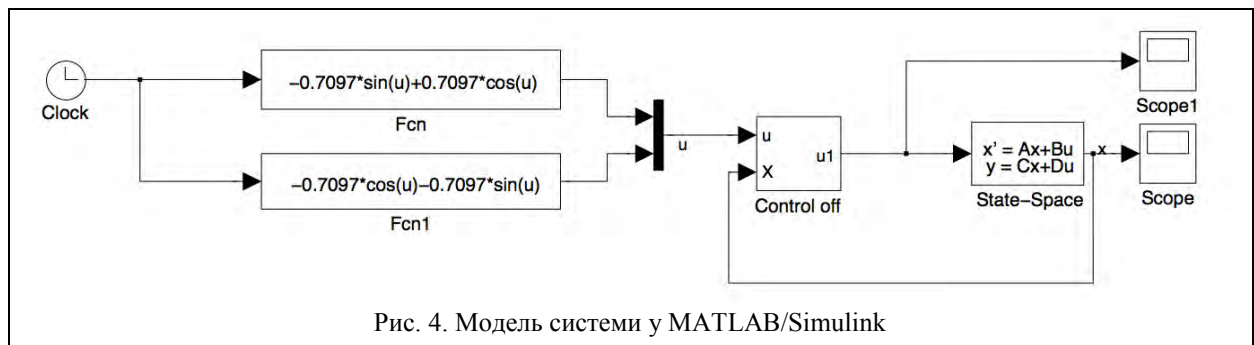 Clock
−0.7097*sin(u)+0.7097*cos(u)
Fcn
−0.7097*cos(u)−0.7097*sin(u)
Fcn1
u
u
X
u1
Control off
x' = Ax+Bu
y = Cx+Du
State−Space
x
Scope1
Scope
Рис. 4. Модель системи у MATLAB/Simulink